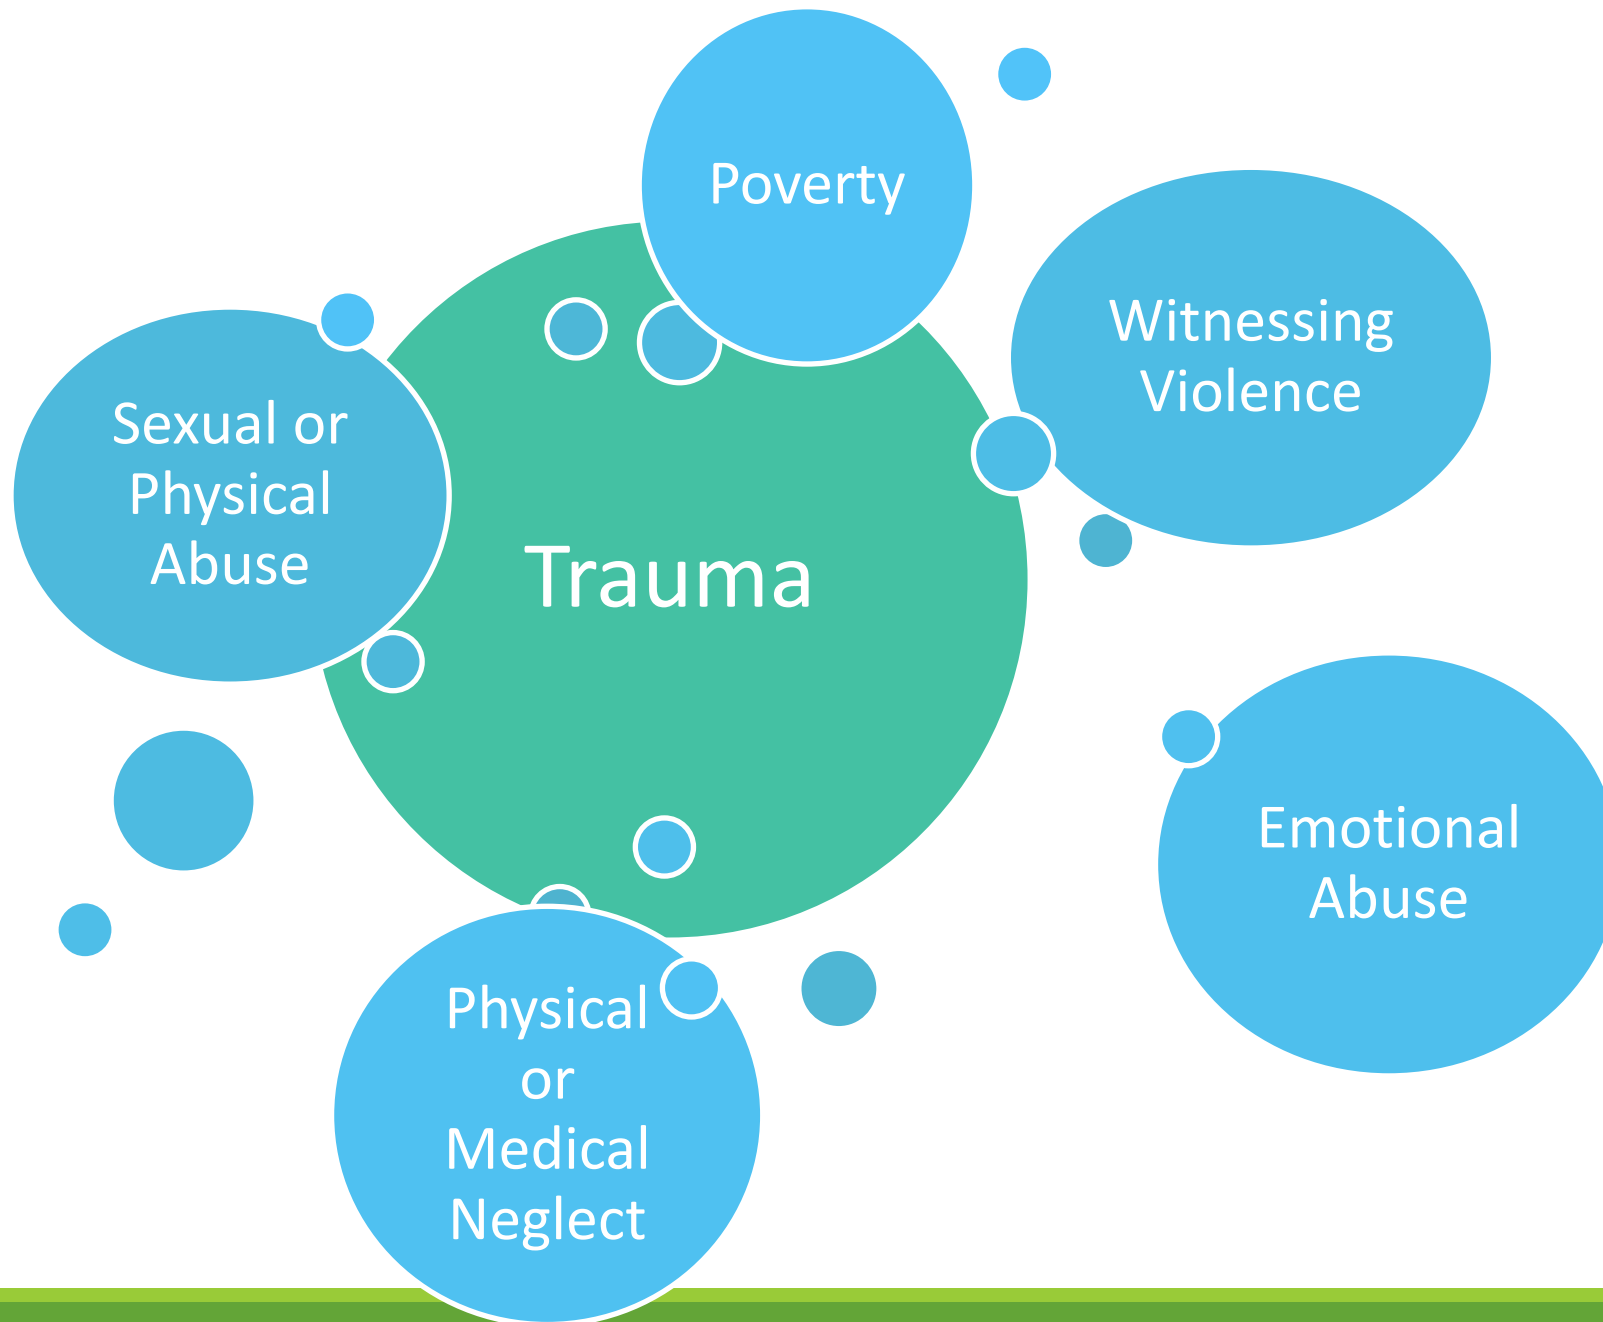 Poverty
Witnessing
Violence
Sexual or
Physical
Abuse
Trauma
Emotional
Abuse
Physical
or
Medical
Neglect